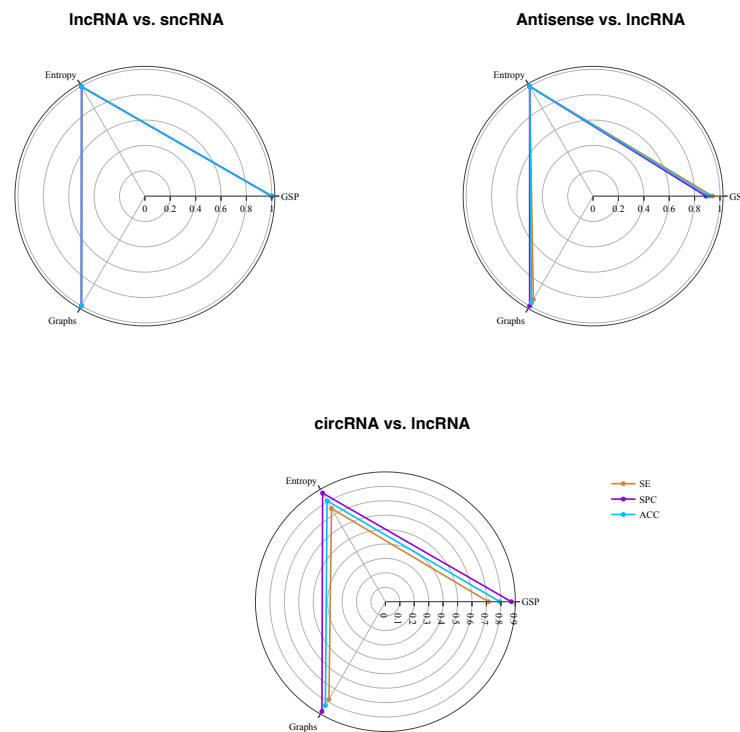 lncRNA vs. sncRNA
Antisense vs. lncRNA
Entropy
Entropy
GSP
GS
0 0.2 0.4 0.6 0.8 1
0 0.2 0.4 0.6 0.8 1
Graphs
Graphs
circRNA vs. lncRNA
Entropy
SE
SPC
ACC
GSP
0 0.1 0.2 0.3 0.4 0.5 0.6 0.7 0.8 0.9
Graphs